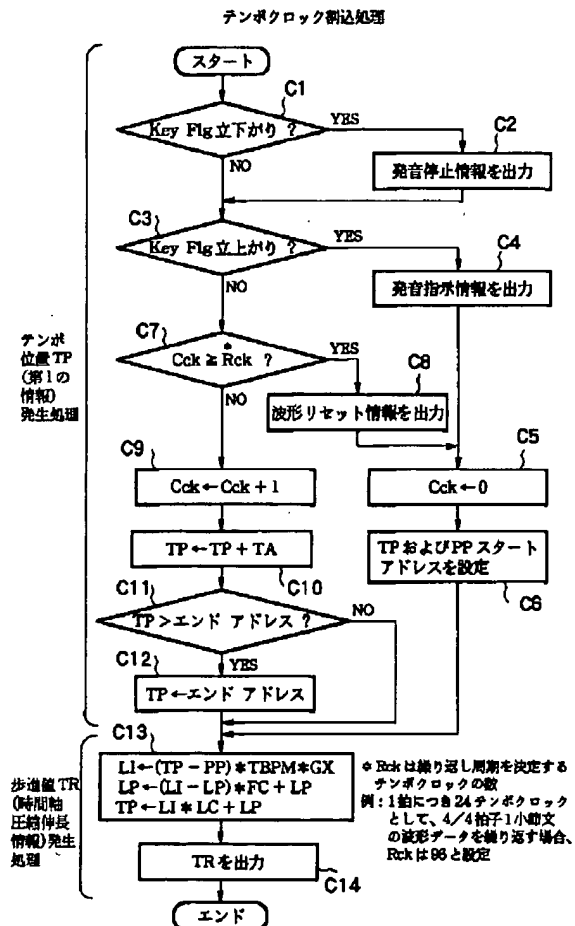 テンポクロック割込処理
スタート
C1
Key Flg立下がり ?
YES
NO
C2
発音停止情報を出力
C3
Key Flg立上がり ?
YES
NO
C4
発音指示情報を出力
テンポ
位置TP
(第1の
情報)
発生処理
C7
*
Cck ≧ Rck ?
YES
NO
C8
波形リセット情報を出力
C9
Cck←Cck+1
C5
Cck←0
TP←TP+TA
C10
TPおよびPPスタート
アドレスを設定
C6
C11
TP>エンド アドレス ?
NO
YES
C12
TP←エンド アドレス
C13
歩進値TR
(時間軸
圧縮伸長
情報)発生
処理
LI←(TP−PP)*TBPM*GX
LP←(LI−LP)*FC+LP
TP←LI*LC+LP
* Rckは繰り返し周期を決定する
テンポクロックの数
例:1拍につき24テンポクロック
として、4/4拍子1小節文
の波形データを繰り返す場合、
Rckは96と設定
TRを出力
C14
エンド